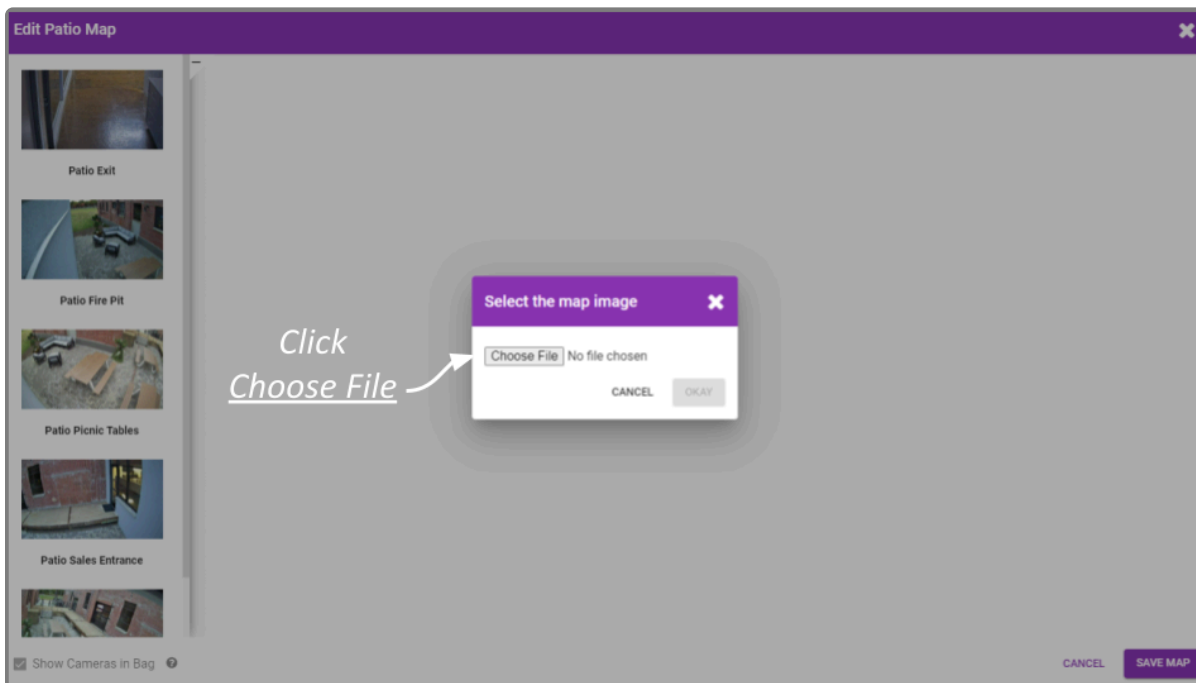 Edit Patio Map
Patio Exit
Patio Fire Pit
Patio Picnic Tables
Patio Sales Entrance
Show Cameras in Bag
Click
Choose File
Select the map image
Choose File No file chosen
CANCEL OKAY
CANCEL SAVE MAP